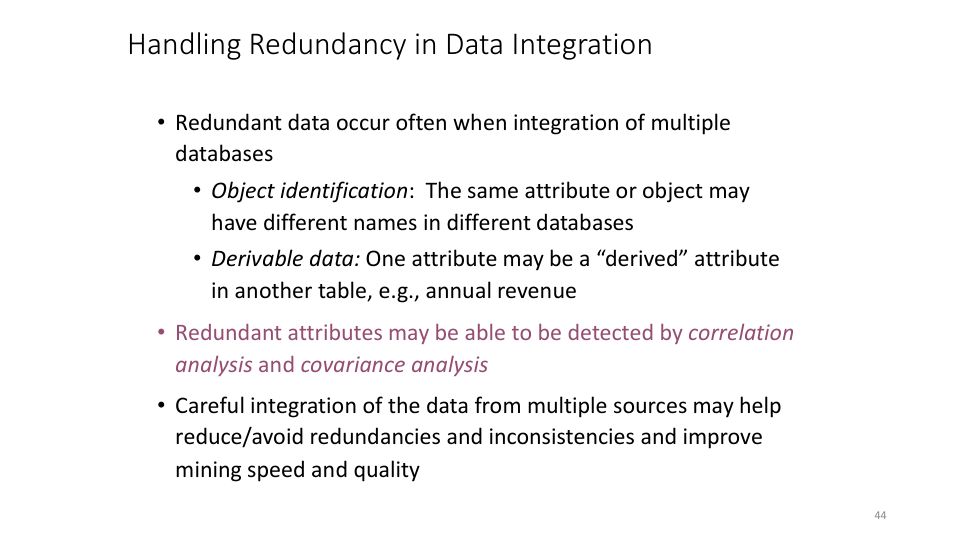 Handling Redundancy in Data Integration
• Redundant data occur often when integration of multiple
databases
• Object identification:  The same attribute or object may
have different names in different databases
• Derivable data: One attribute may be a “derived” attribute
in another table, e.g., annual revenue
• Redundant attributes may be able to be detected by correlation
analysis and covariance analysis
• Careful integration of the data from multiple sources may help
reduce/avoid redundancies and inconsistencies and improve
mining speed and quality
44